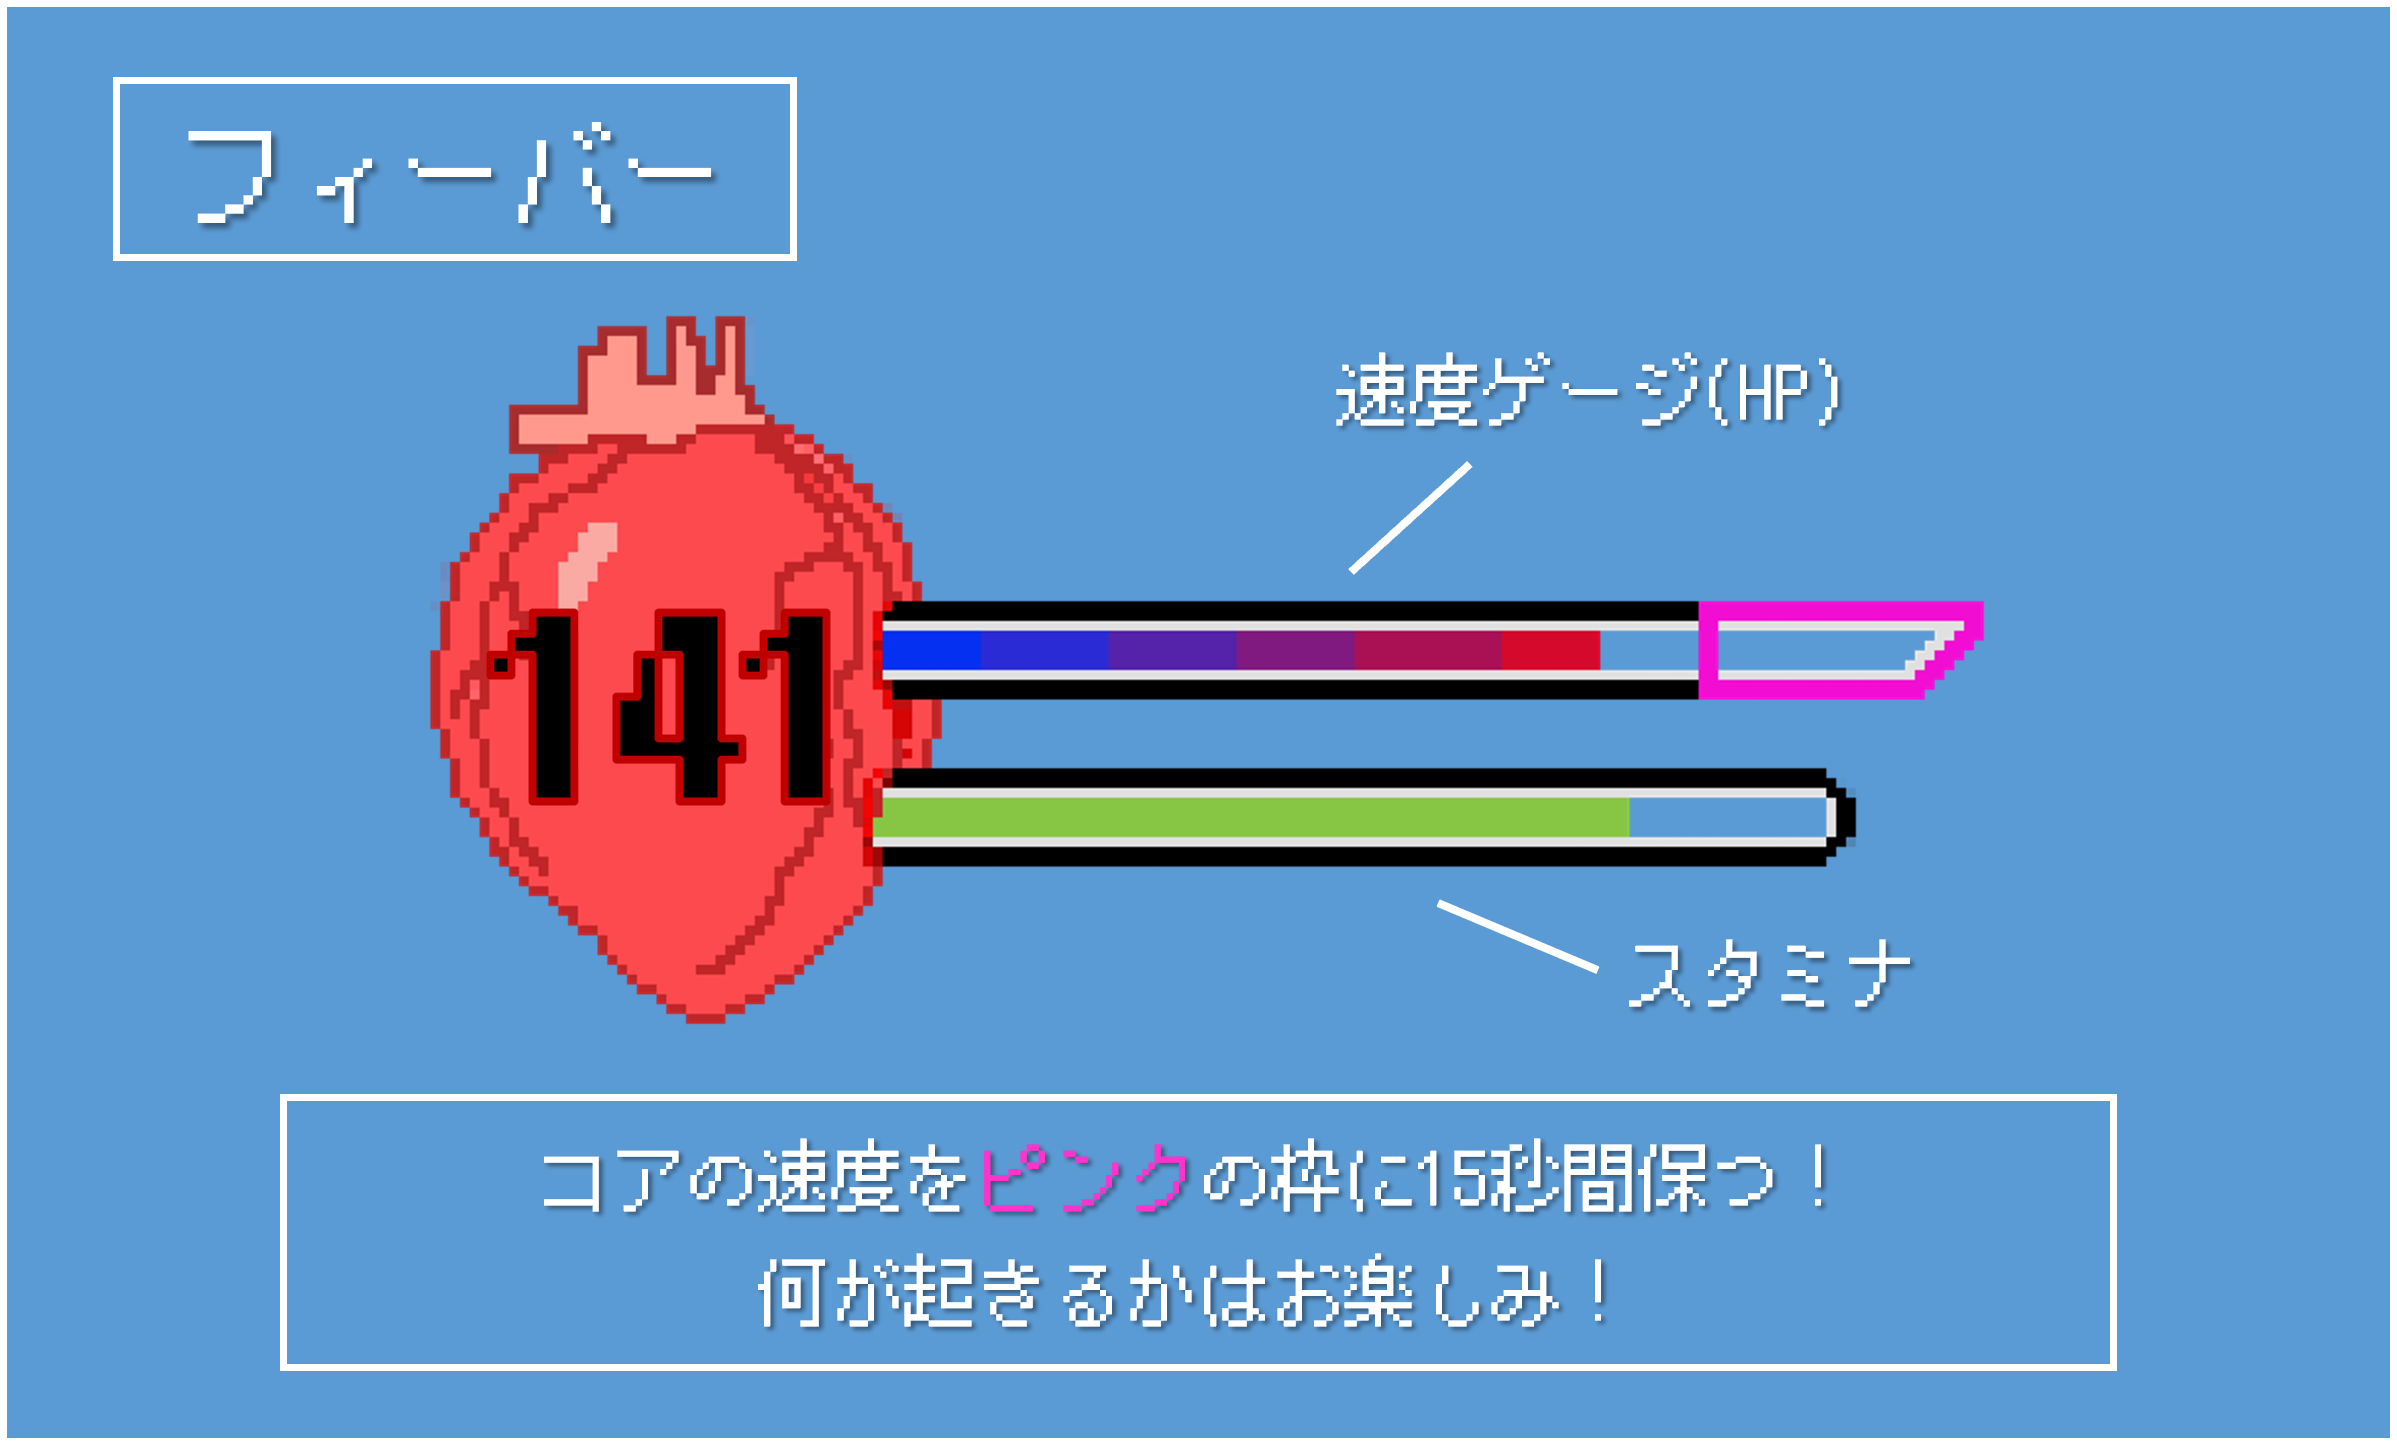 フィーバー
速度ゲージ(HP)
141
スタミナ
コアの速度をピンクの枠に15秒間保つ！
何が起きるかはお楽しみ！